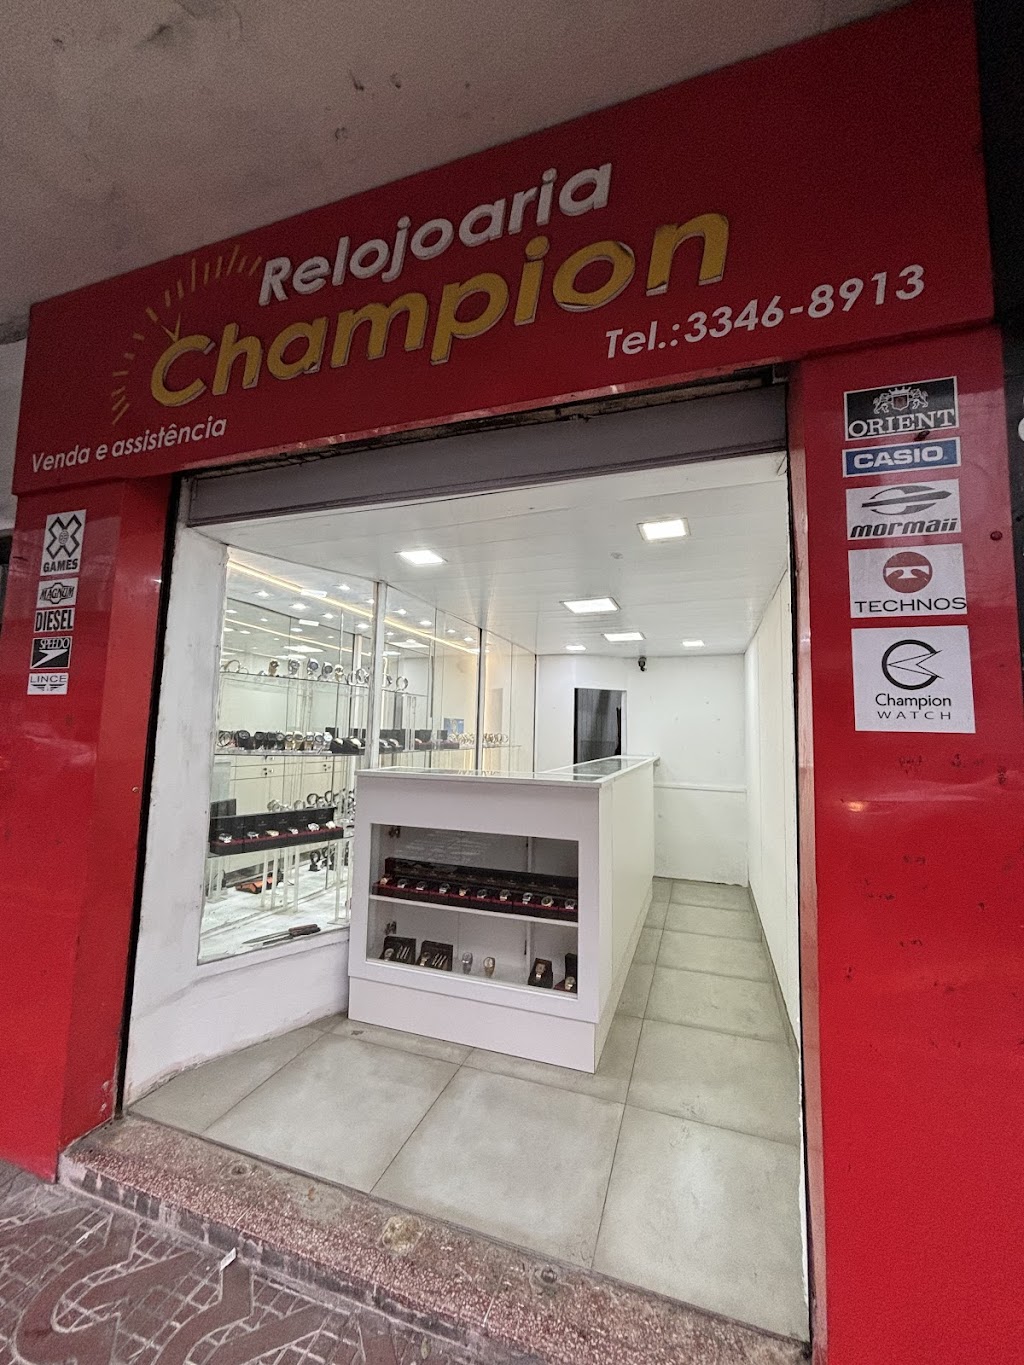 Relojoaria
Champion
Tel.:3346-8913
Venda e assistência
X
GAMES
MAGNUM
DIESEL
SPEEDO
LINCE
ORIENT
CASIO
mormaii
TECHNOS
Champion
WATCH